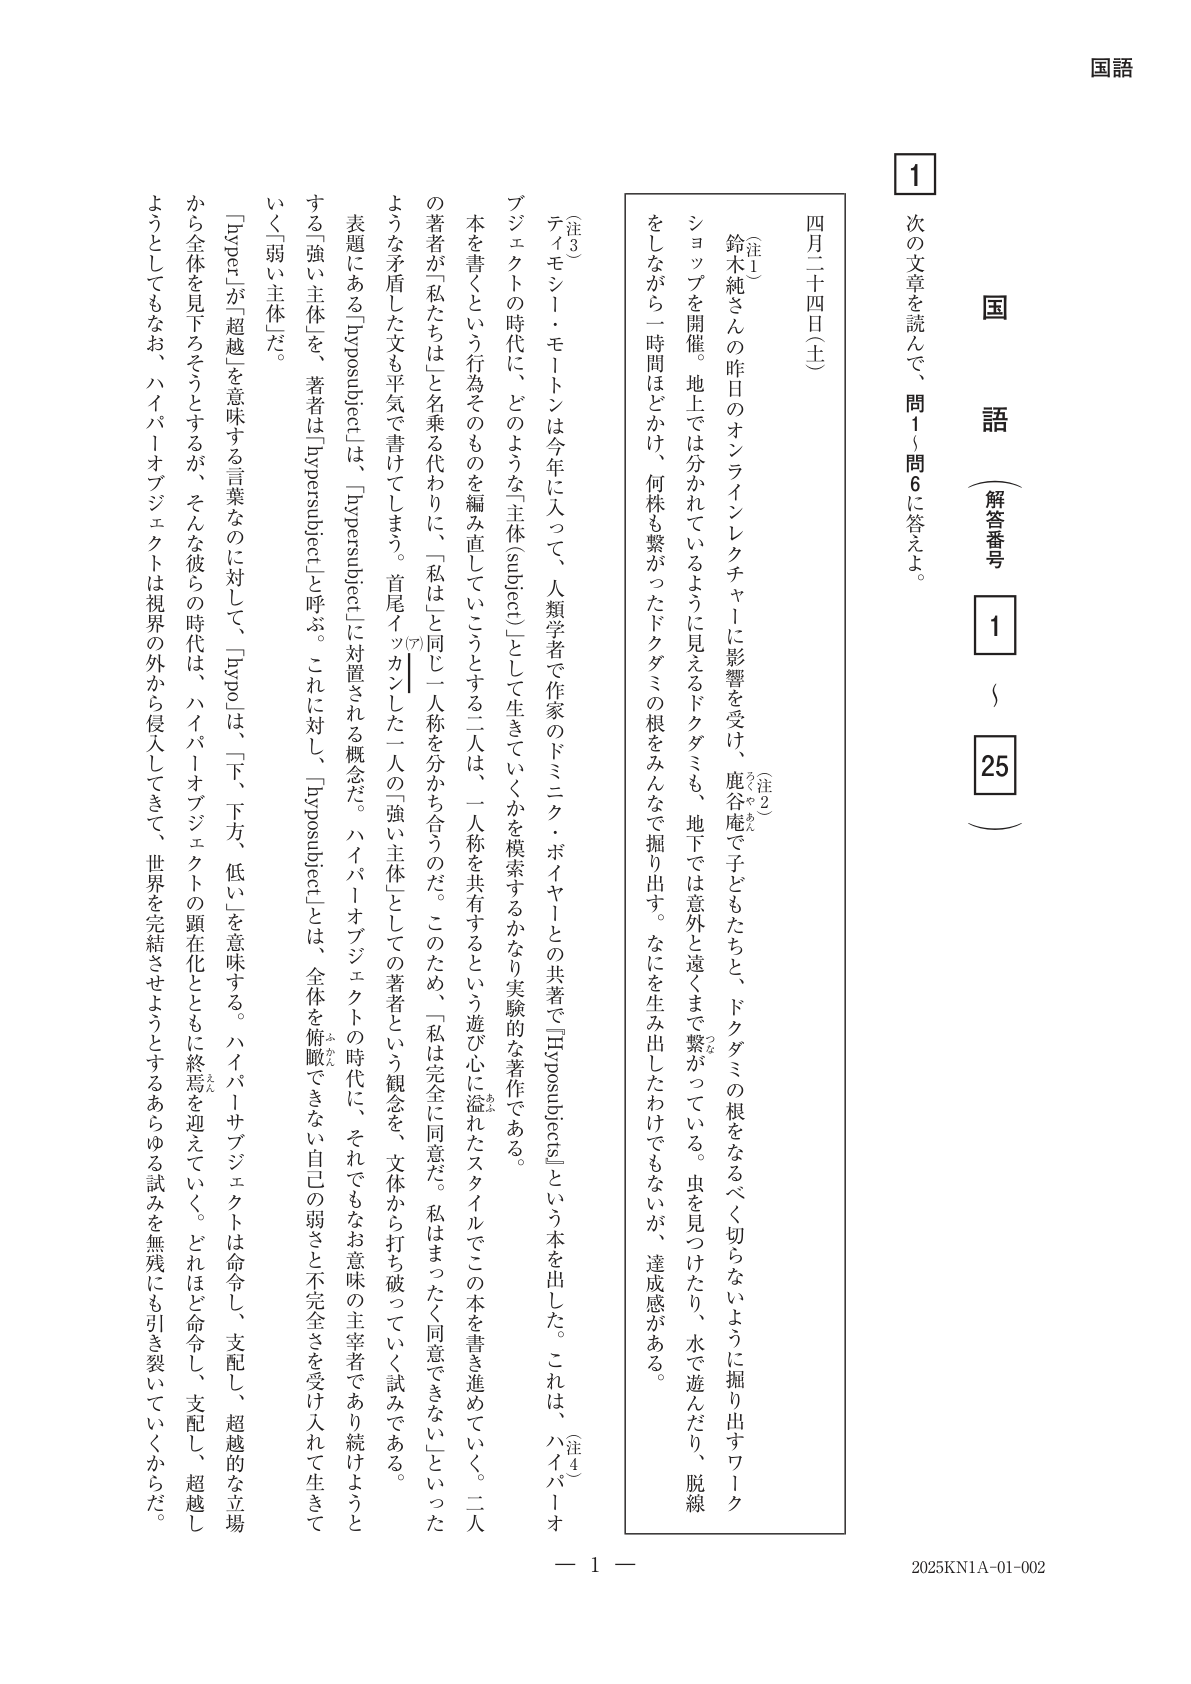 国語
国　語（解答番号 1 ～ 25 ）
1 次の文章を読んで、問1～問6に答えよ。
四月二十四日（土）
（注1）鈴木純さんの昨日のオンラインレクチャーに影響を受け、（注2）鹿谷庵（ろくやあん）で子どもたちと、ドクダミの根をなるべく切らないように掘り出すワーク
ショップを開催。地上では分かれているように見えるドクダミも、地下では意外と遠くまで繋（つな）がっている。虫を見つけたり、水で遊んだり、脱線
をしながら一時間ほどかけ、何株も繋がったドクダミの根をみんなで掘り出す。なにを生み出したわけでもないが、達成感がある。
（注3）ティモシー・モートンは今年に入って、人類学者で作家のドミニク・ボイヤーとの共著で『Hyposubjects』という本を出した。これは、（注4）ハイパーオ
ブジェクトの時代に、どのような「主体（subject）」として生きていくかを模索するかなり実験的な著作である。
本を書くという行為そのものを編み直していこうとする二人は、一人称を共有するという遊び心に溢（あふ）れたスタイルでこの本を書き進めていく。二人
の著者が「私たちは」と名乗る代わりに、「私は」と同じ一人称を分かち合うのだ。このため、「私は完全に同意だ。私はまったく同意できない」といった
ような矛盾した文も平気で書けてしまう。首尾イッ(ア)カンした一人の「強い主体」としての著者という観念を、文体から打ち破っていく試みである。
表題にある「hyposubject」は、「hypersubject」に対置される概念だ。ハイパーオブジェクトの時代に、それでもなお意味の主宰者であり続けようと
する「強い主体」を、著者は「hypersubject」と呼ぶ。これに対し、「hyposubject」とは、全体を俯瞰（ふかん）できない自己の弱さと不完全さを受け入れて生きて
いく「弱い主体」だ。
「hyper」が「超越」を意味する言葉なのに対して、「hypo」は、「下、下方、低い」を意味する。ハイパーサブジェクトは命令し、支配し、超越的な立場
から全体を見下ろそうとするが、そんな彼らの時代は、ハイパーオブジェクトの顕在化とともに終焉（えん）を迎えていく。どれほど命令し、支配し、超越し
ようとしてもなお、ハイパーオブジェクトは視界の外から侵入してきて、世界を完結させようとするあらゆる試みを無残にも引き裂いていくからだ。
— 1 —
2025KN1A-01-002